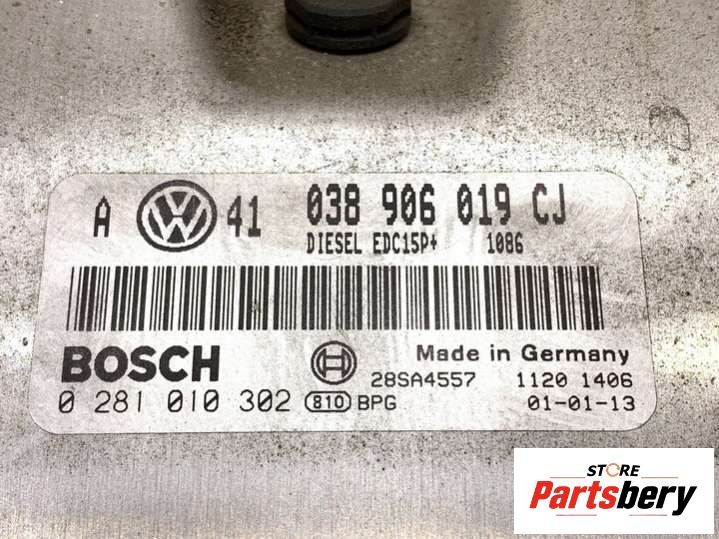 A VW 41 038 906 019 CJ
DIESEL EDC15P+ 1086
BOSCH Made in Germany
28SA4557 1120 1406
0 281 010 302 810 BPG 01-01-13
STORE
Partsbery